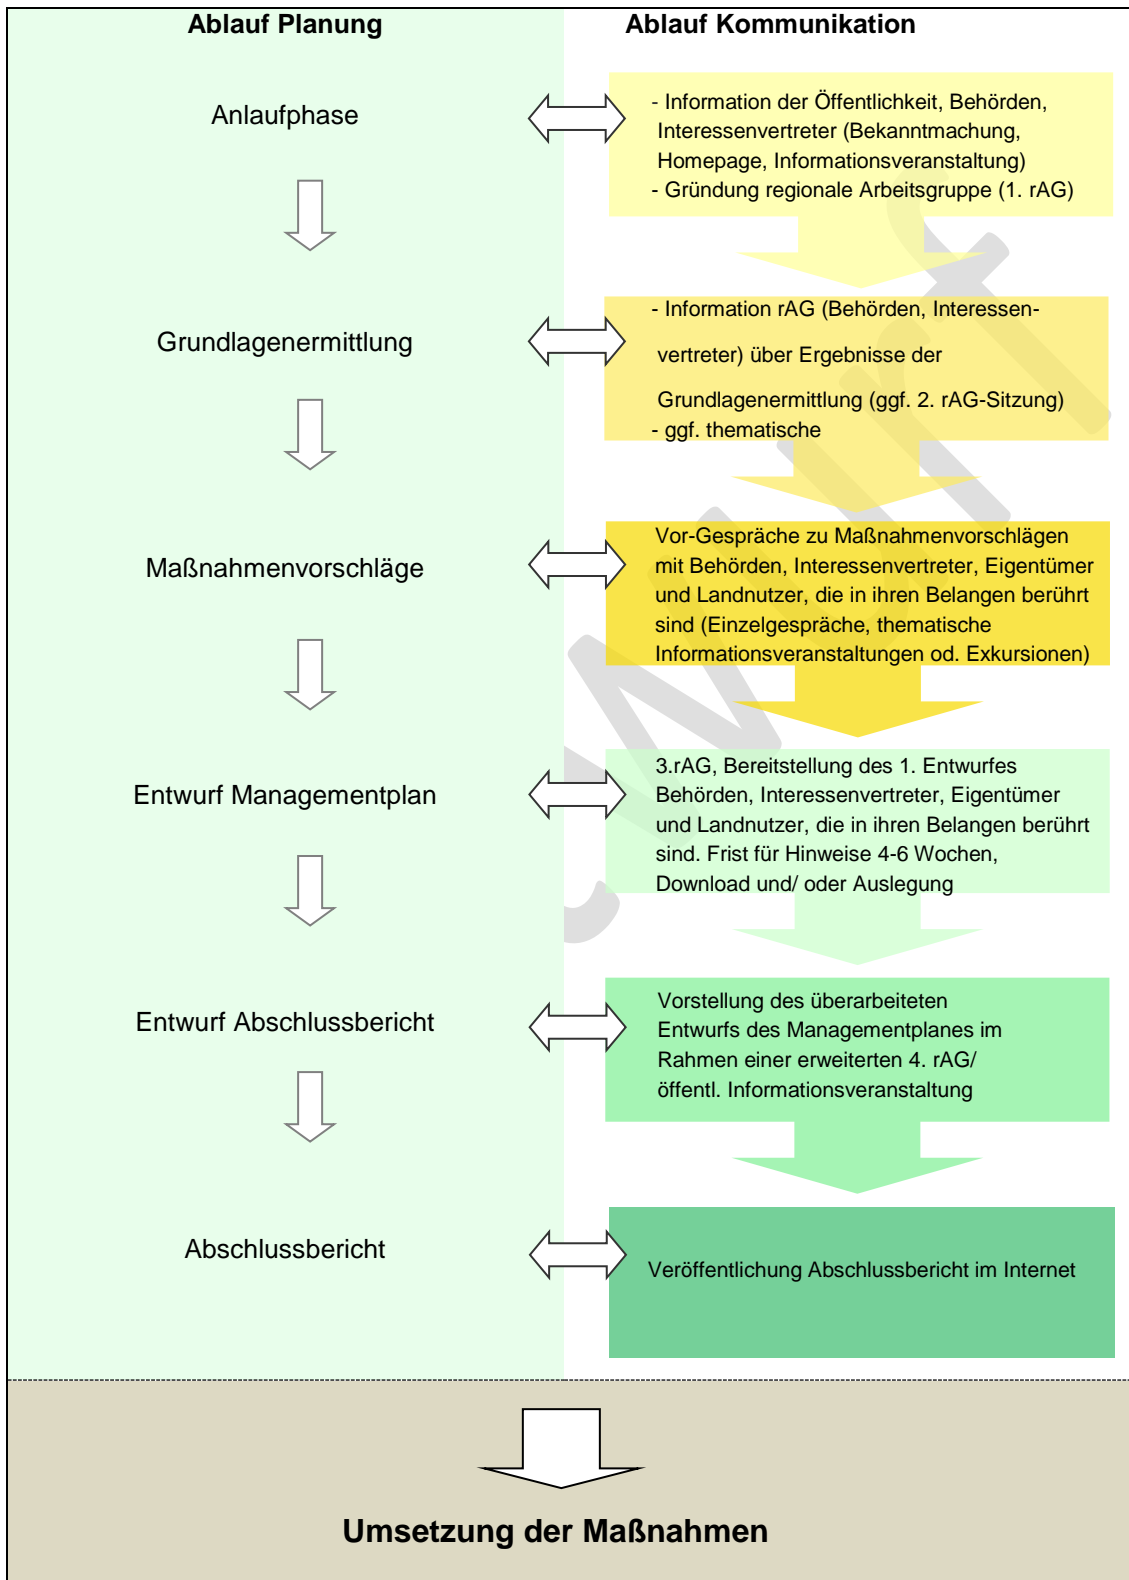 Ablauf Planung
Ablauf Kommunikation
Anlaufphase
- Information der Öffentlichkeit, Behörden,
Interessenvertreter (Bekanntmachung,
Homepage, Informationsveranstaltung)
- Gründung regionale Arbeitsgruppe (1. rAG)
Grundlagenermittlung
- Information rAG (Behörden, Interessen-
vertreter) über Ergebnisse der
Grundlagenermittlung (ggf. 2. rAG-Sitzung)
- ggf. thematische
Maßnahmenvorschläge
Vor-Gespräche zu Maßnahmenvorschlägen
mit Behörden, Interessenvertreter, Eigentümer
und Landnutzer, die in ihren Belangen berührt
sind (Einzelgespräche, thematische
Informationsveranstaltungen od. Exkursionen)
Entwurf Managementplan
3.rAG, Bereitstellung des 1. Entwurfes
Behörden, Interessenvertreter, Eigentümer
und Landnutzer, die in ihren Belangen berührt
sind. Frist für Hinweise 4-6 Wochen,
Download und/ oder Auslegung
Entwurf Abschlussbericht
Vorstellung des überarbeiteten
Entwurfs des Managementplanes im
Rahmen einer erweiterten 4. rAG/
öffentl. Informationsveranstaltung
Abschlussbericht
Veröffentlichung Abschlussbericht im Internet
Umsetzung der Maßnahmen